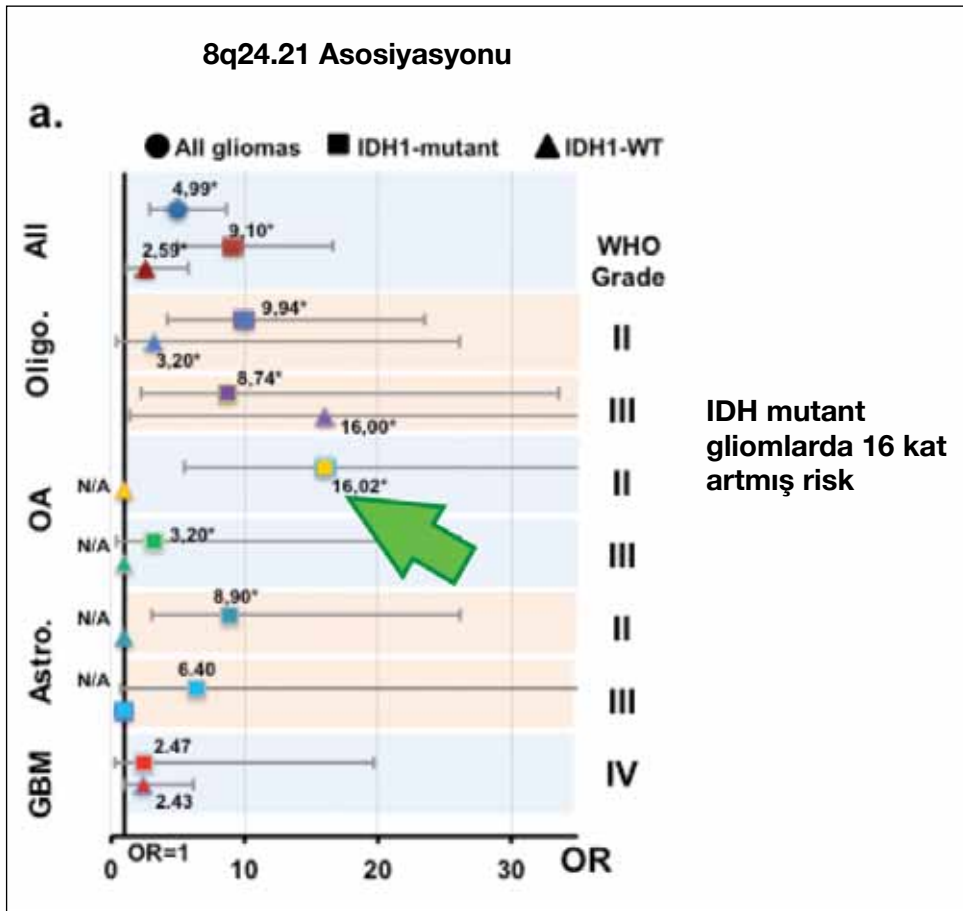 8q24.21 Asosiyasyonu
a.
All gliomas IDH1-mutant IDH1-WT
All
4,99*
9,10*
2,59*
WHO
Grade
Oligo.
9,94*
3,20*
II
8,74*
16,00*
III
IDH mutant
gliomlarda 16 kat
artmış risk
OA
N/A
16,02*
II
N/A
3,20*
III
Astro.
N/A
8,90*
II
N/A
6.40
III
GBM
2.47
2.43
IV
OR=1
0 10 20 30 OR